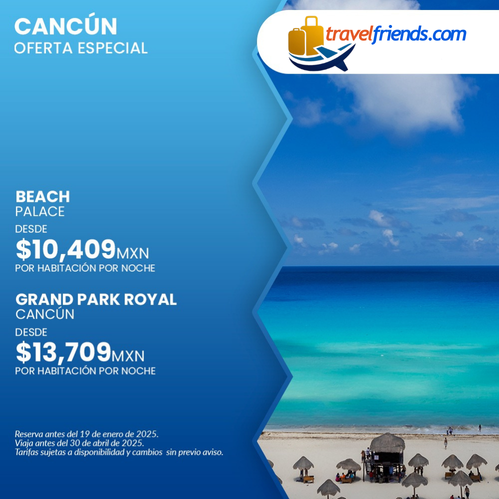 CANCÚN
OFERTA ESPECIAL
travelfriends.com
BEACH
PALACE
DESDE
$10,409MXN
POR HABITACIÓN POR NOCHE
GRAND PARK ROYAL
CANCÚN
DESDE
$13,709MXN
POR HABITACIÓN POR NOCHE
Reserva antes del 19 de enero de 2025.
Viaja antes del 30 de abril de 2025.
Tarifas sujetas a disponibilidad y cambios sin previo aviso.